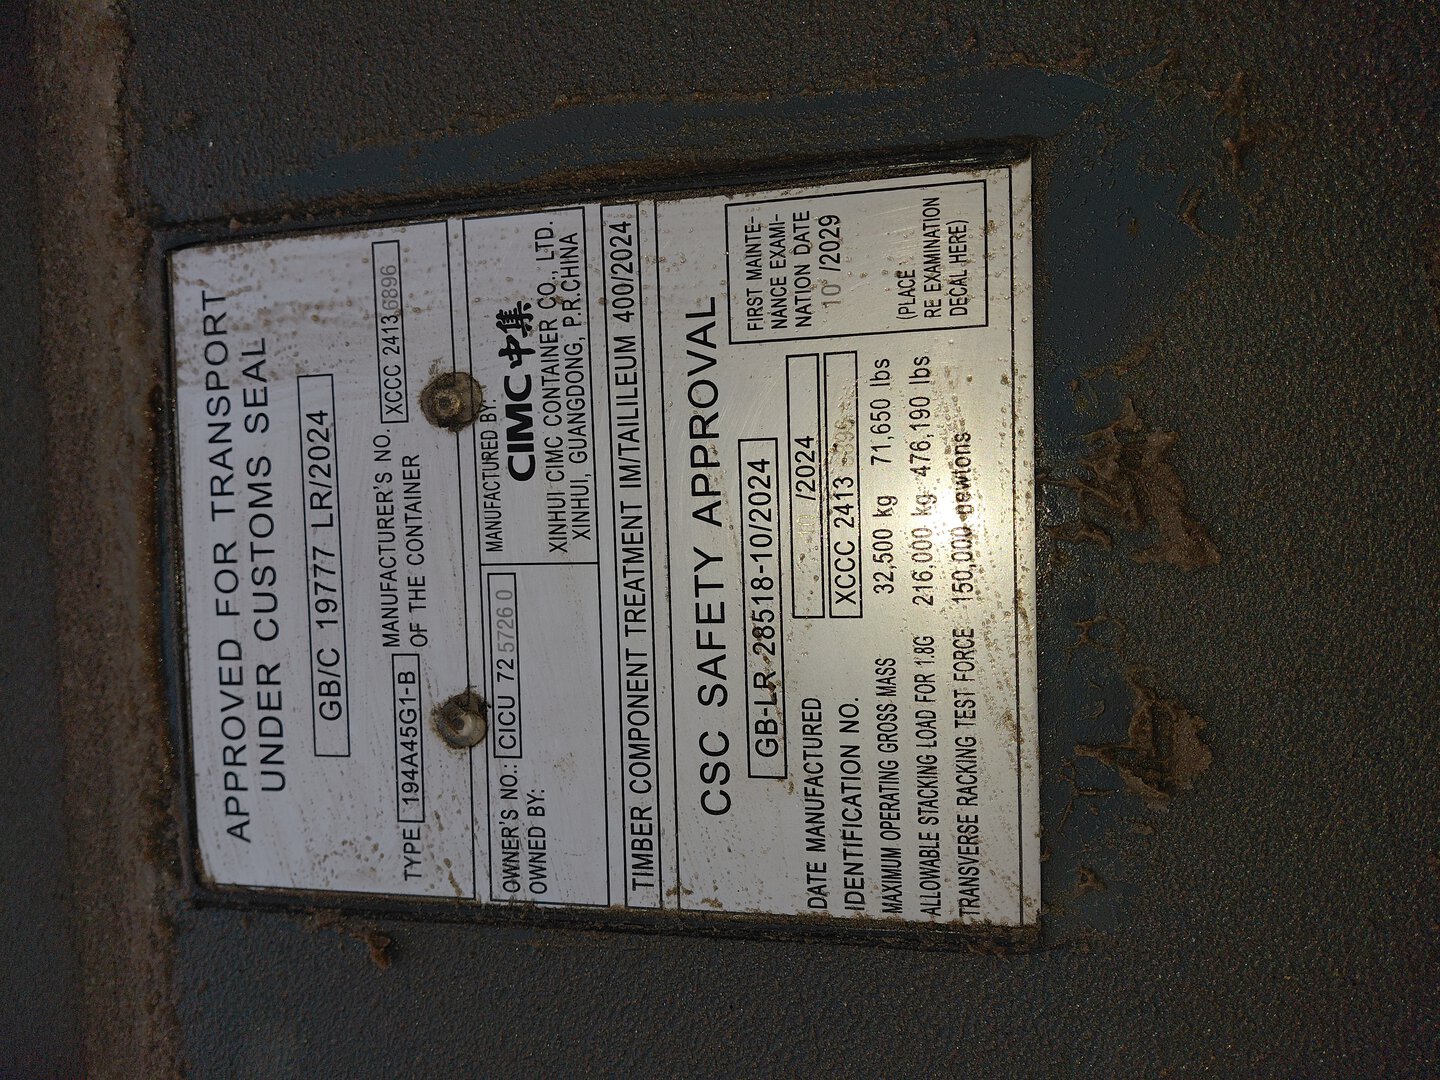 APPROVED FOR TRANSPORT
UNDER CUSTOMS SEAL
GB/C 19777 LR/2024
TYPE 194A45G1-B
MANUFACTURER'S NO.
OF THE CONTAINER
XCCC 2413 6896
OWNER'S NO.: CICU 72 5726 0
OWNED BY:
MANUFACTURED BY:
CIMC 中集
XINHUI CIMC CONTAINER CO., LTD.
XINHUI, GUANGDONG, P.R.CHINA
TIMBER COMPONENT TREATMENT IM/TAILILEUM 400/2024
CSC SAFETY APPROVAL
GB-LR 28518-10/2024
DATE MANUFACTURED 10 /2024
IDENTIFICATION NO. XCCC 2413 6896
MAXIMUM OPERATING GROSS MASS 32,500 kg 71,650 lbs
ALLOWABLE STACKING LOAD FOR 1.8G 216,000 kg 476,190 lbs
TRANSVERSE RACKING TEST FORCE 150,000 newtons
FIRST MAINTE-
NANCE EXAMI-
NATION DATE
10 /2029
(PLACE
RE EXAMINATION
DECAL HERE)